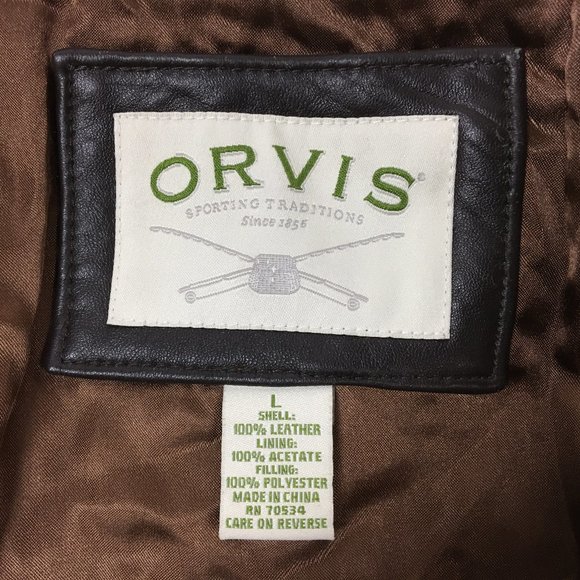 ORVIS®
SPORTING TRADITIONS
Since 1856
L
SHELL:
100% LEATHER
LINING:
100% ACETATE
FILLING:
100% POLYESTER
MADE IN CHINA
RN 70534
CARE ON REVERSE